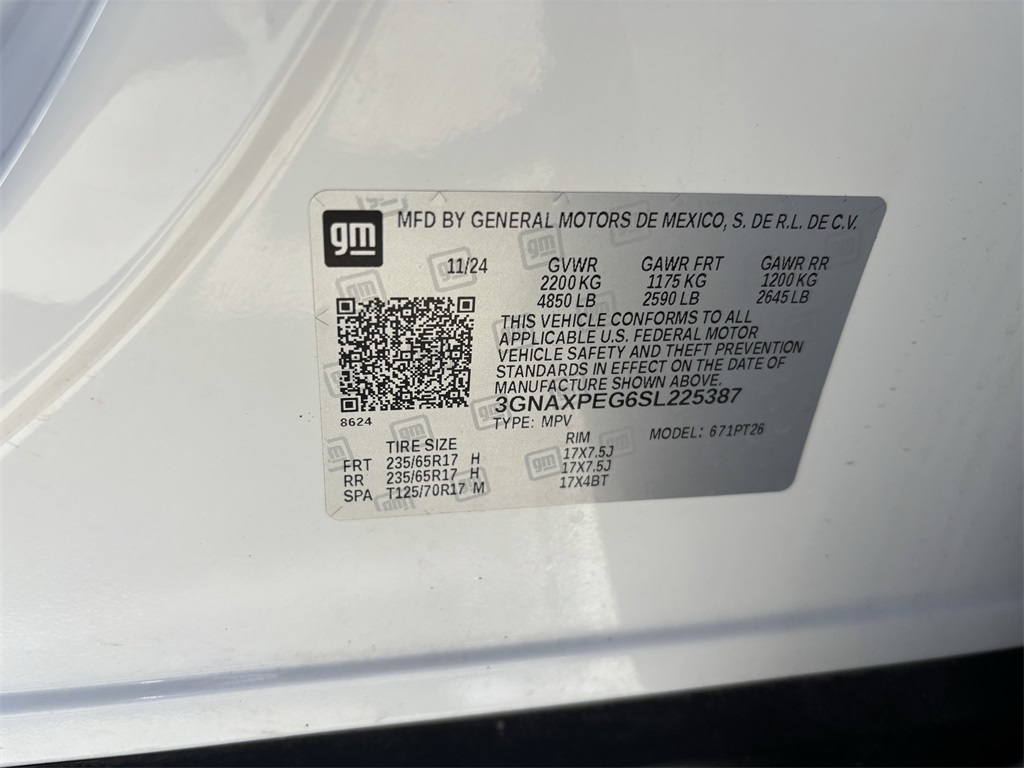 gm
MFD BY GENERAL MOTORS DE MEXICO, S. DE R.L. DE C.V.
11/24 GVWR GAWR FRT GAWR RR
2200 KG 1175 KG 1200 KG
4850 LB 2590 LB 2645 LB
THIS VEHICLE CONFORMS TO ALL
APPLICABLE U.S. FEDERAL MOTOR
VEHICLE SAFETY AND THEFT PREVENTION
STANDARDS IN EFFECT ON THE DATE OF
MANUFACTURE SHOWN ABOVE.
3GNAXPEG6SL225387
8624
TYPE: MPV MODEL: 671PT26
TIRE SIZE RIM
FRT 235/65R17 H 17X7.5J
RR 235/65R17 H 17X7.5J
SPA T125/70R17 M 17X4BT